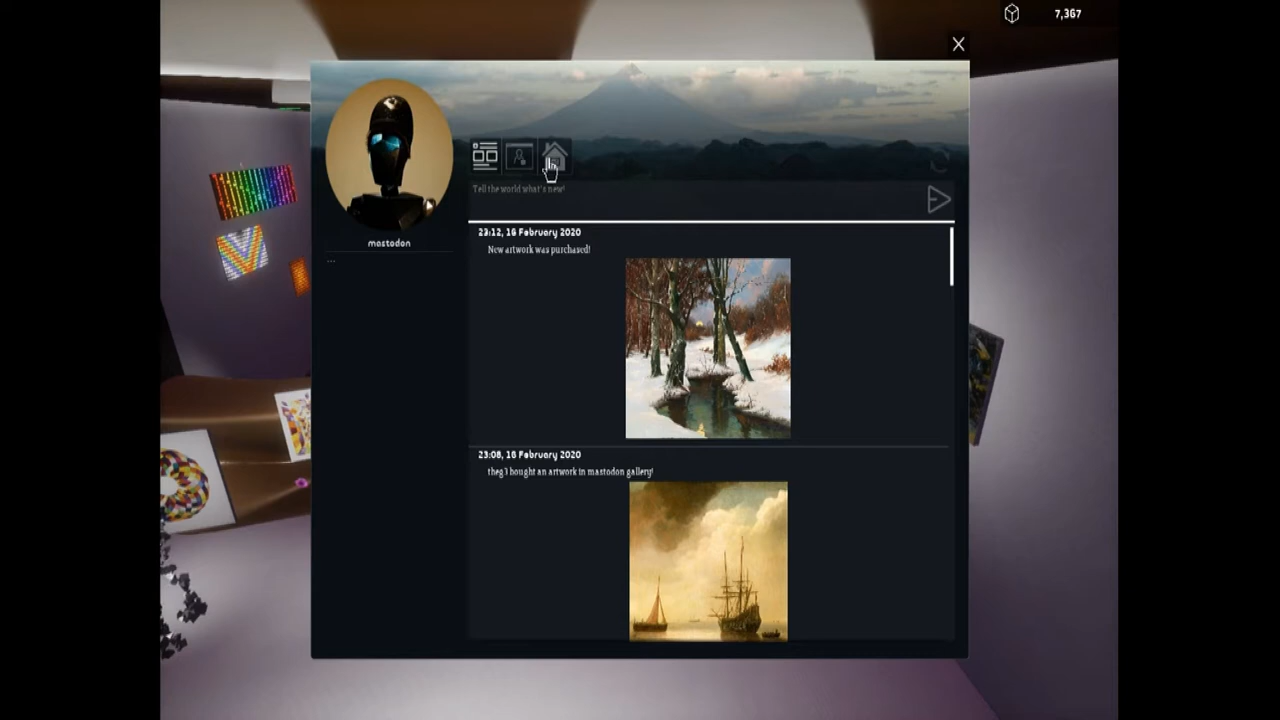 7,367
mastodon
...
Tell the world what's new!
23:12, 16 February 2020
New artwork was purchased!
23:08, 16 February 2020
theg1 bought an artwork in mastodon gallery!